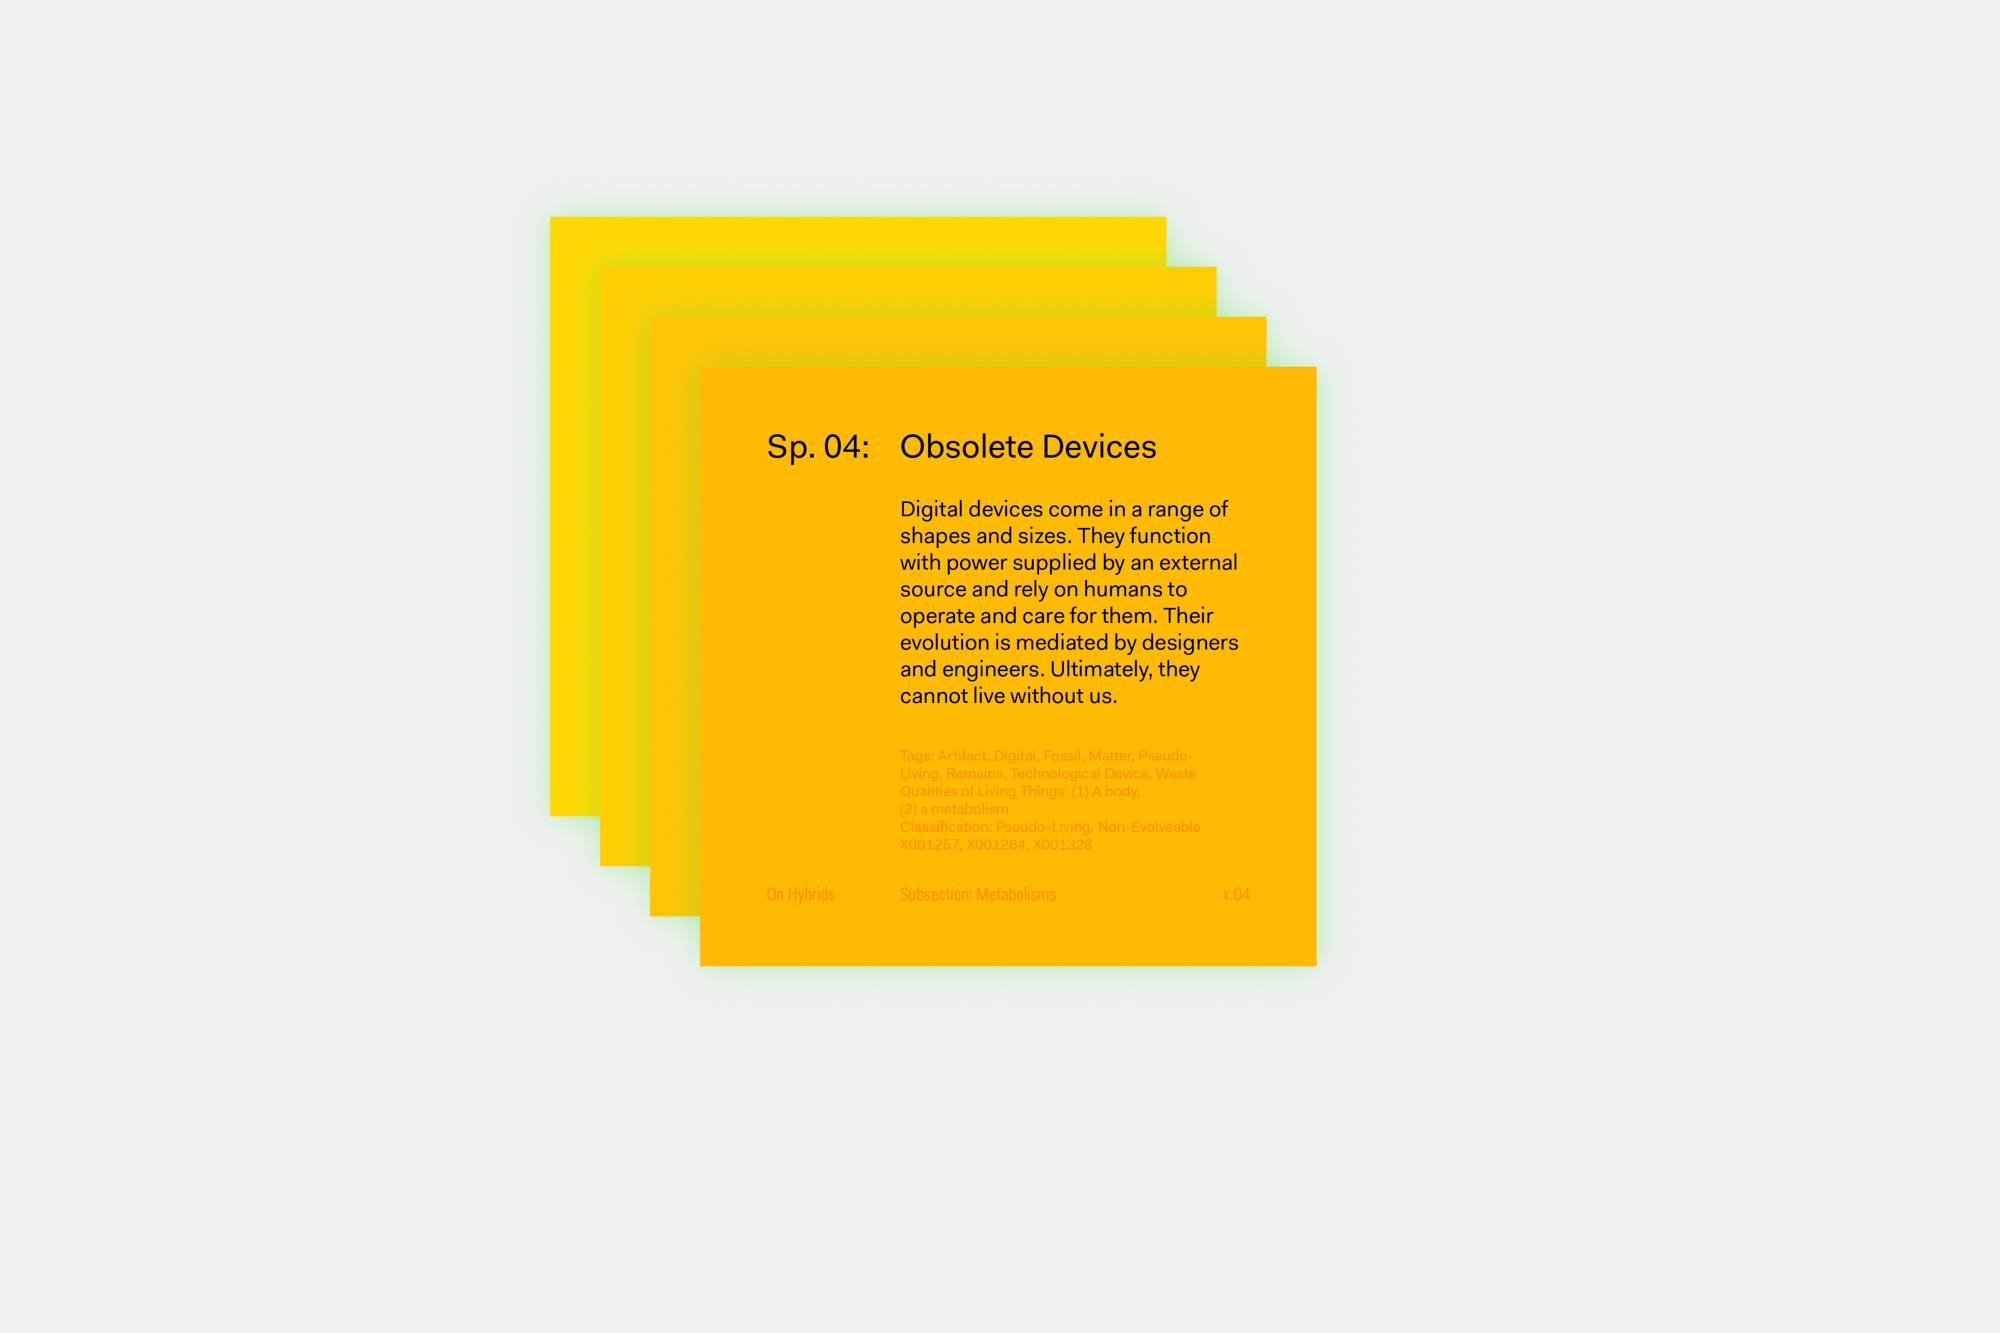 Sp. 04: Obsolete Devices
Digital devices come in a range of
shapes and sizes. They function
with power supplied by an external
source and rely on humans to
operate and care for them. Their
evolution is mediated by designers
and engineers. Ultimately, they
cannot live without us.
Tags: Artifact, Digital, Fossil, Matter, Pseudo-
Living, Remains, Technological Device, Waste
Qualities of Living Things: (1) A body,
(2) a metabolism
Classification: Pseudo-Living, Non-Evolveable
X001257, X001264, X001328
On Hybrids Subsection: Metabolisms x.04